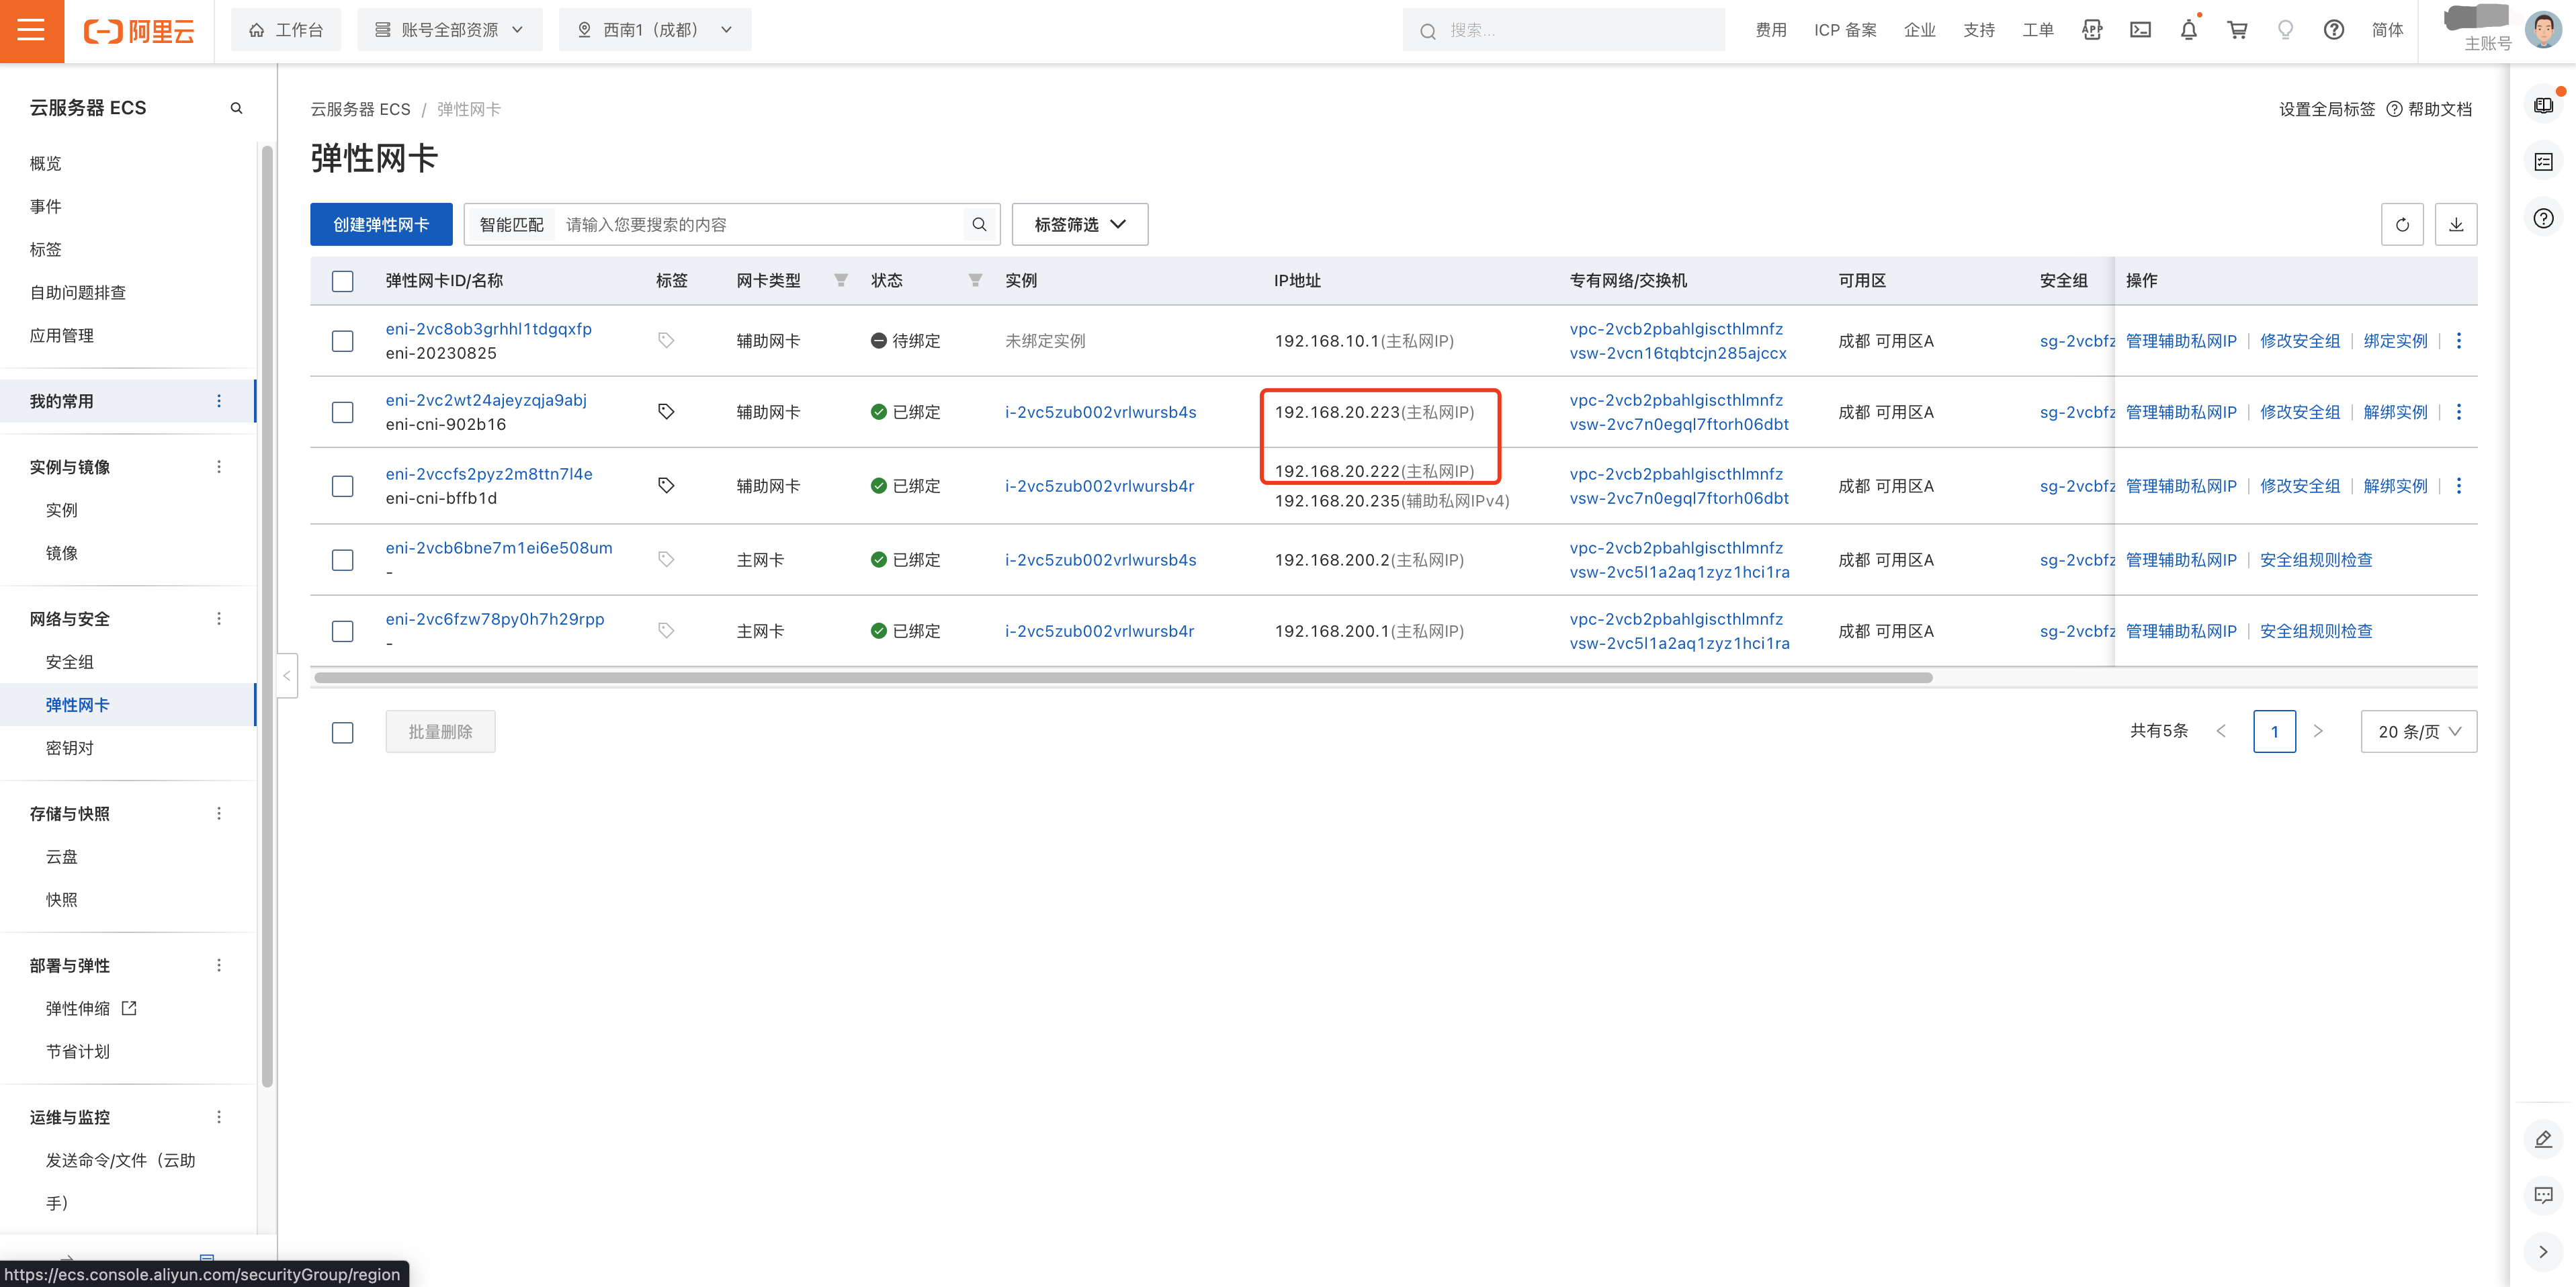 阿里云
工作台
账号全部资源
西南1（成都）
搜索...
费用
ICP 备案
企业
支持
工单
APP
简体
主账号
云服务器 ECS
概览
事件
标签
自助问题排查
应用管理
我的常用
实例与镜像
实例
镜像
网络与安全
安全组
弹性网卡
密钥对
存储与快照
云盘
快照
部署与弹性
弹性伸缩
节省计划
运维与监控
发送命令/文件（云助
手）
https://ecs.console.aliyun.com/securityGroup/region
云服务器 ECS / 弹性网卡
设置全局标签 帮助文档
弹性网卡
创建弹性网卡 智能匹配 请输入您要搜索的内容 标签筛选
弹性网卡ID/名称 标签 网卡类型 状态 实例 IP地址 专有网络/交换机 可用区 安全组 操作
eni-2vc8ob3grhhl1tdgqxfp
eni-20230825
辅助网卡 待绑定 未绑定实例 192.168.10.1(主私网IP)
vpc-2vcb2pbahlgiscthlmnfz
vsw-2vcn16tqbtcjn285ajccx
成都 可用区A sg-2vcbfz 管理辅助私网IP 修改安全组 绑定实例
eni-2vc2wt24ajeyzqja9abj
eni-cni-902b16
辅助网卡 已绑定 i-2vc5zub002vrlwursb4s 192.168.20.223(主私网IP)
vpc-2vcb2pbahlgiscthlmnfz
vsw-2vc7n0egql7ftorh06dbt
成都 可用区A sg-2vcbfz 管理辅助私网IP 修改安全组 解绑实例
eni-2vccfs2pyz2m8ttn7l4e
eni-cni-bffb1d
辅助网卡 已绑定 i-2vc5zub002vrlwursb4r
192.168.20.222(主私网IP)
192.168.20.235(辅助私网IPv4)
vpc-2vcb2pbahlgiscthlmnfz
vsw-2vc7n0egql7ftorh06dbt
成都 可用区A sg-2vcbfz 管理辅助私网IP 修改安全组 解绑实例
eni-2vcb6bne7m1ei6e508um
-
主网卡 已绑定 i-2vc5zub002vrlwursb4s 192.168.200.2(主私网IP)
vpc-2vcb2pbahlgiscthlmnfz
vsw-2vc5l1a2aq1zyz1hci1ra
成都 可用区A sg-2vcbfz 管理辅助私网IP 安全组规则检查
eni-2vc6fzw78py0h7h29rpp
-
主网卡 已绑定 i-2vc5zub002vrlwursb4r 192.168.200.1(主私网IP)
vpc-2vcb2pbahlgiscthlmnfz
vsw-2vc5l1a2aq1zyz1hci1ra
成都 可用区A sg-2vcbfz 管理辅助私网IP 安全组规则检查
批量删除
共有5条 1 20 条/页